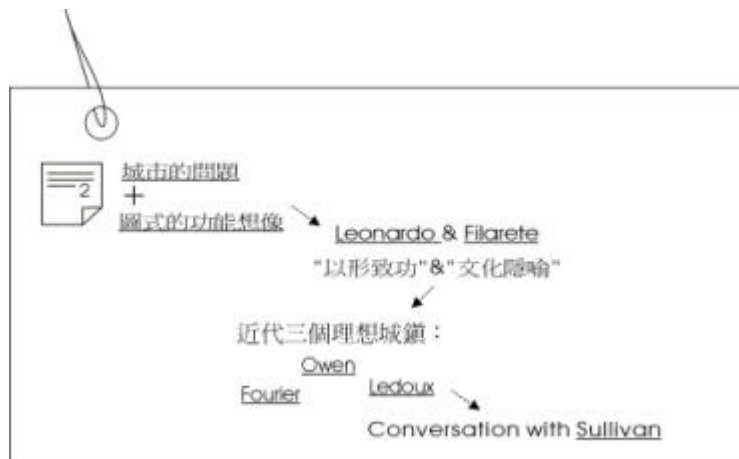 2
城市的問題
+
圖式的功能想像
Leonardo & Filarete
"以形致功"&"文化隱喻"
近代三個理想城鎮：
Owen
Fourier
Ledoux
Conversation with Sullivan